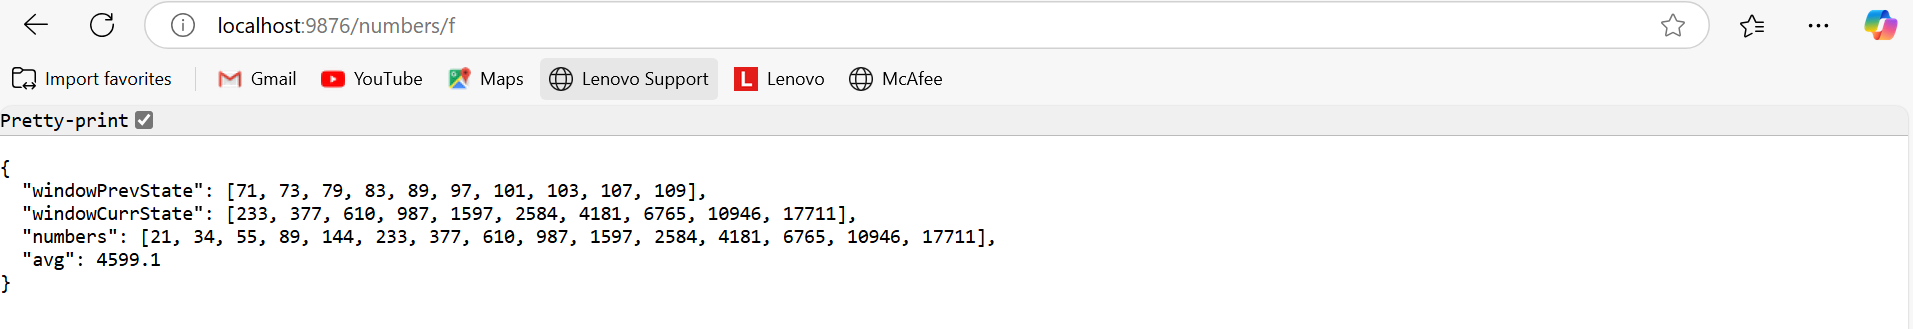 localhost:9876/numbers/f
Import favorites Gmail YouTube Maps Lenovo Support L Lenovo McAfee
Pretty-print
{
  "windowPrevState": [71, 73, 79, 83, 89, 97, 101, 103, 107, 109],
  "windowCurrState": [233, 377, 610, 987, 1597, 2584, 4181, 6765, 10946, 17711],
  "numbers": [21, 34, 55, 89, 144, 233, 377, 610, 987, 1597, 2584, 4181, 6765, 10946, 17711],
  "avg": 4599.1
}